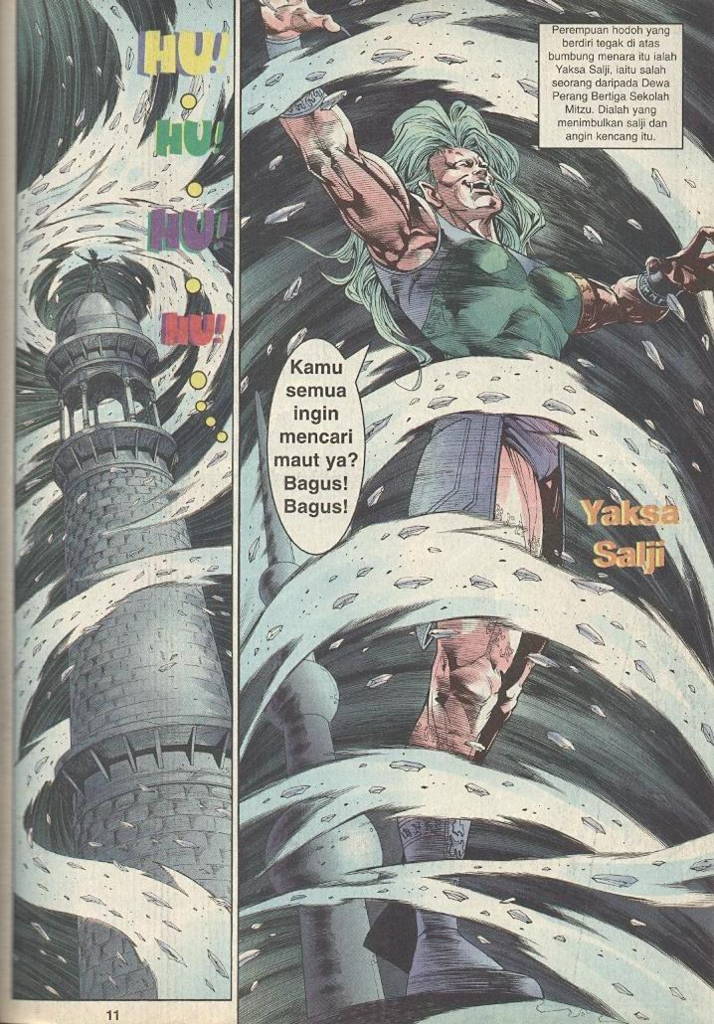 HU!
HU!
HU!
HU!
Perempuan hodoh yang
berdiri tegak di atas
bumbung menara itu ialah
Yaksa Salji, iaitu salah
seorang daripada Dewa
Perang Bertiga Sekolah
Mitzu. Dialah yang
menimbulkan salji dan
angin kencang itu.
Kamu
semua
ingin
mencari
maut ya?
Bagus!
Bagus!
Yaksa
Salji
11